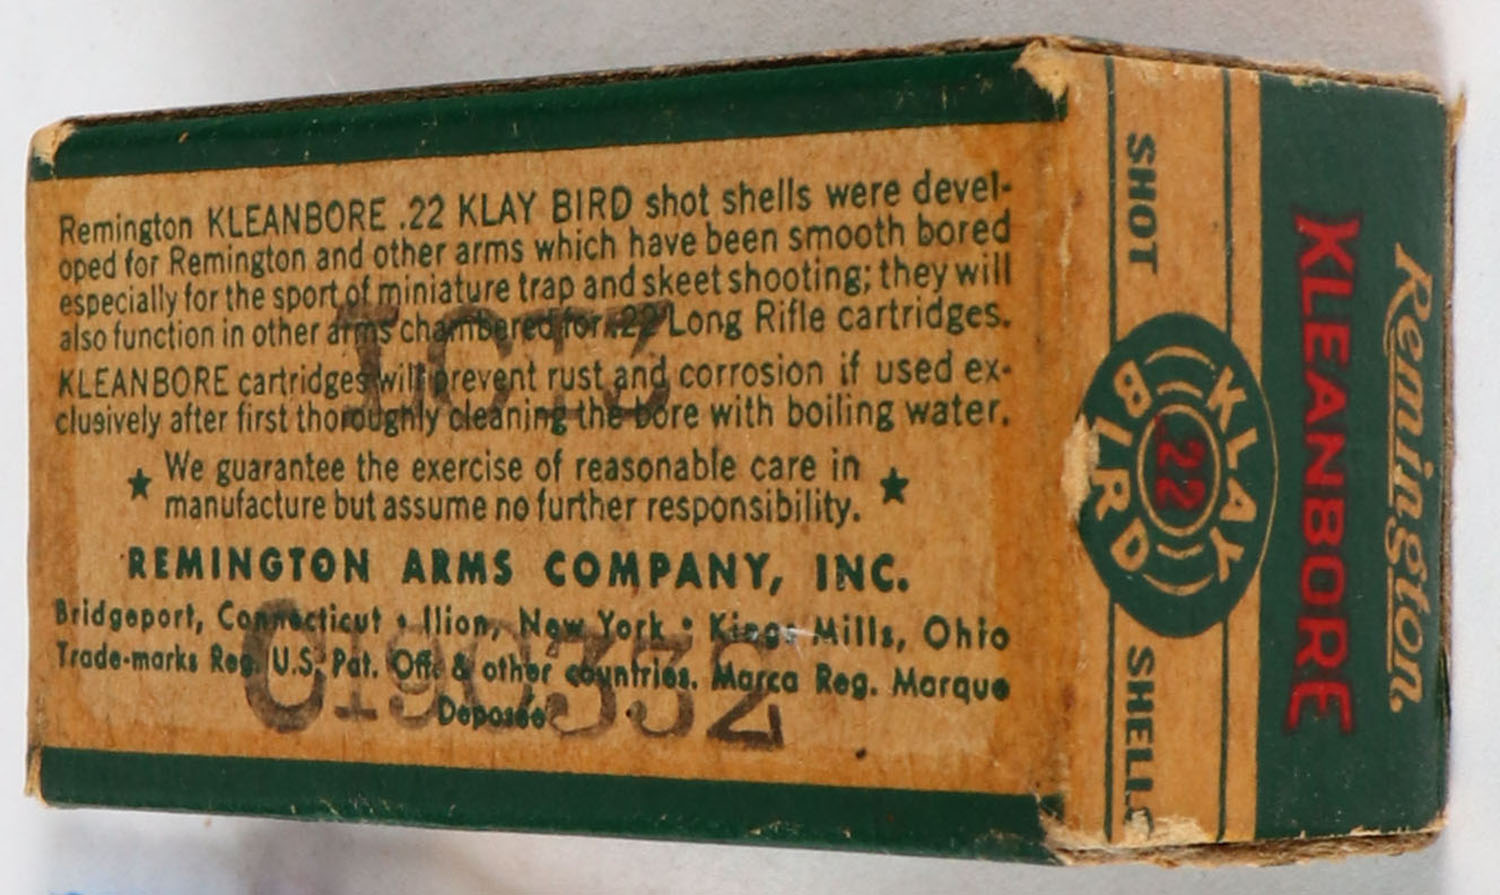 Remington KLEANBORE .22 KLAY BIRD shot shells were devel-
oped for Remington and other arms which have been smooth bored
especially for the sport of miniature trap and skeet shooting; they will
also function in other arms chambered for .22 Long Rifle cartridges.
KLEANBORE cartridges will prevent rust and corrosion if used ex-
clusively after first thoroughly cleaning the bore with boiling water.
★ We guarantee the exercise of reasonable care in ★
manufacture but assume no further responsibility.
REMINGTON ARMS COMPANY, INC.
Bridgeport, Connecticut • Ilion, New York • Kings Mills, Ohio
Trade-marks Reg. U.S. Pat. Off. & other countries. Marca Reg. Marque
Deposée
Remington
KLEANBORE
SHOT
KLAY
BIRD
.22
SHELLS